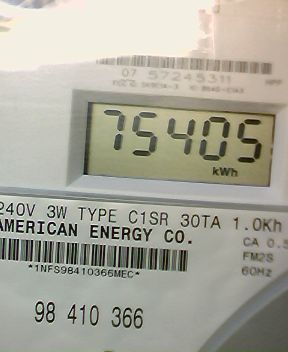 07 57245311
75405
kWh
240V 3W TYPE C1SR 30TA 1.0Kh
AMERICAN ENERGY CO.
CA 0.5
FM2S
60Hz
*1NFS98410366MEC*
98 410 366